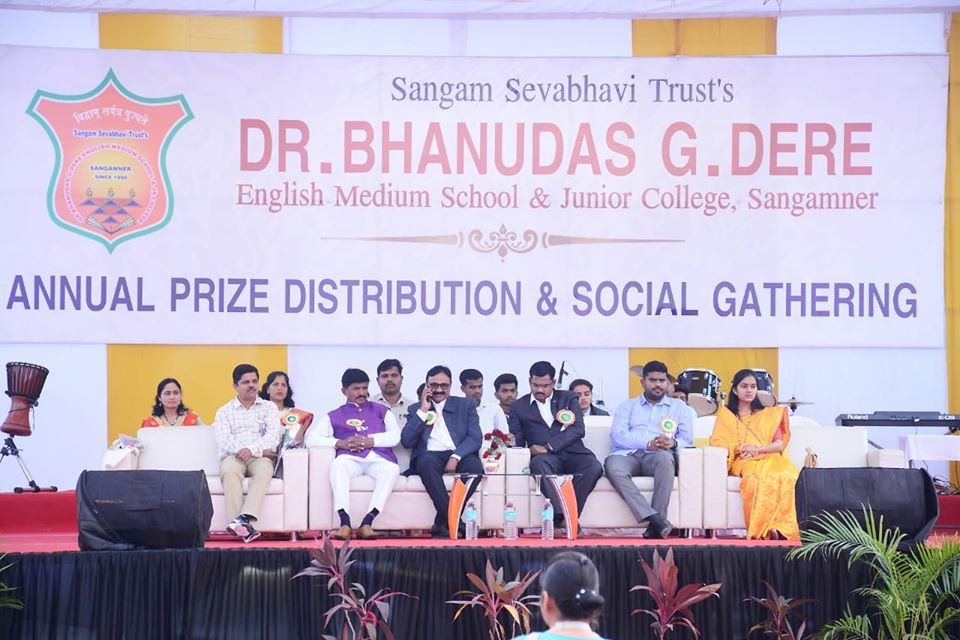 विद्वान् सर्वत्र पुज्यते
Sangam Sevabhavi Trust's
SANGAMNER
SINCE 1990
Sangam Sevabhavi Trust's
DR. BHANUDAS G. DERE
English Medium School & Junior College, Sangamner
ANNUAL PRIZE DISTRIBUTION & SOCIAL GATHERING
Roland